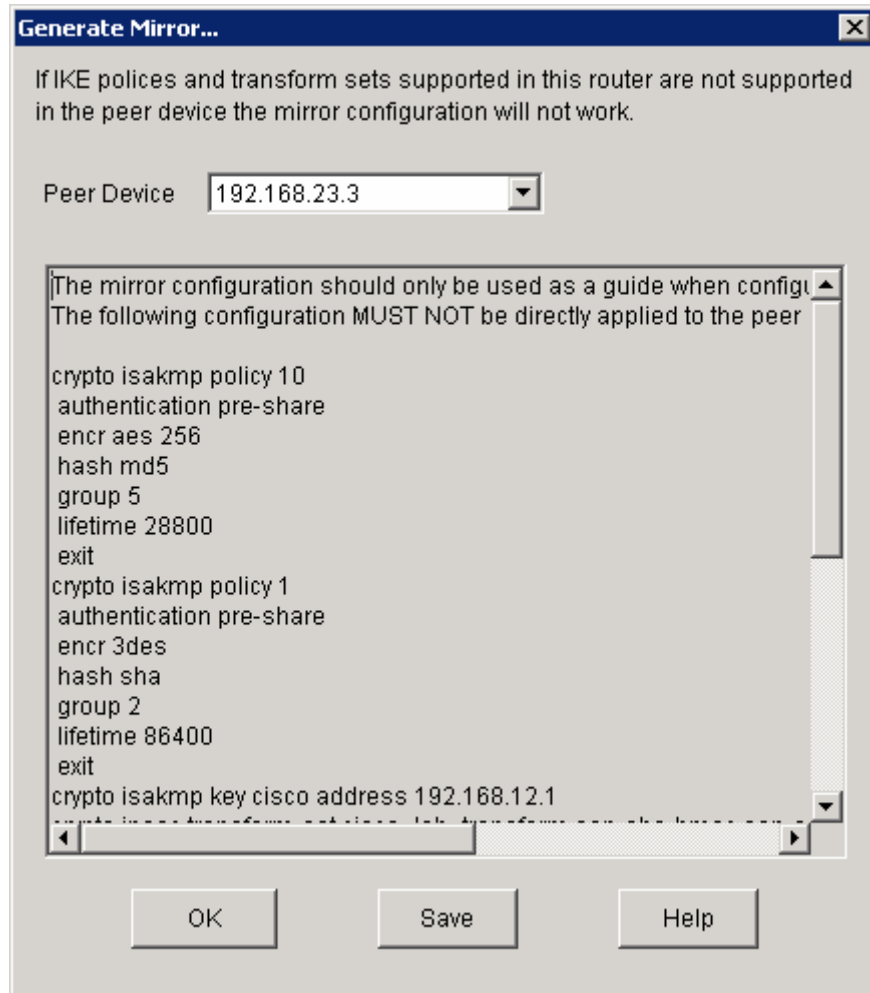 Generate Mirror...
If IKE polices and transform sets supported in this router are not supported
in the peer device the mirror configuration will not work.
Peer Device 192.168.23.3
The mirror configuration should only be used as a guide when
The following configuration MUST NOT be directly applied to the peer
crypto isakmp policy 10
authentication pre-share
encr aes 256
hash md5
group 5
lifetime 28800
exit
crypto isakmp policy 1
authentication pre-share
encr 3des
hash sha
group 2
lifetime 86400
exit
crypto isakmp key cisco address 192.168.12.1
OK Save Help